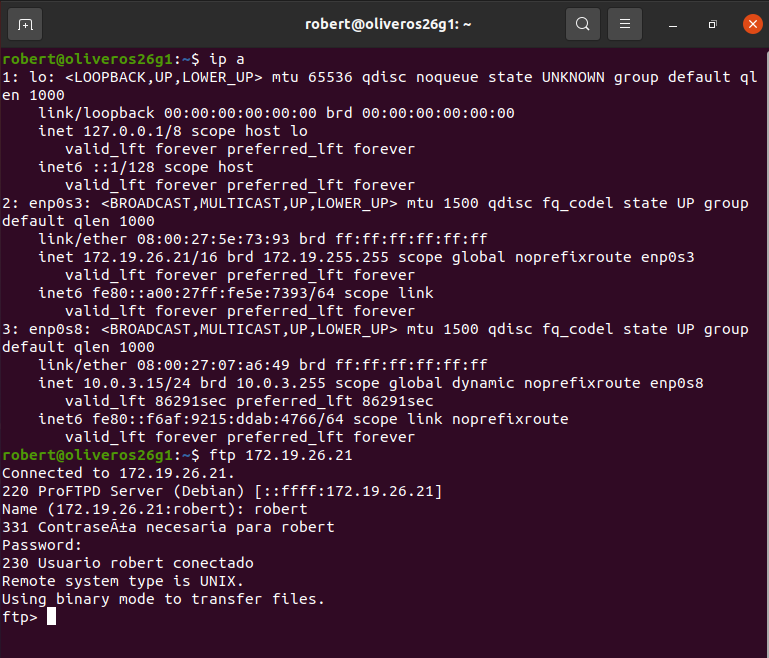 robert@oliveros26g1: ~
robert@oliveros26g1:~$ ip a
1: lo: <LOOPBACK,UP,LOWER_UP> mtu 65536 qdisc noqueue state UNKNOWN group default ql
en 1000
    link/loopback 00:00:00:00:00:00 brd 00:00:00:00:00:00
    inet 127.0.0.1/8 scope host lo
       valid_lft forever preferred_lft forever
    inet6 ::1/128 scope host
       valid_lft forever preferred_lft forever
2: enp0s3: <BROADCAST,MULTICAST,UP,LOWER_UP> mtu 1500 qdisc fq_codel state UP group
default qlen 1000
    link/ether 08:00:27:5e:73:93 brd ff:ff:ff:ff:ff:ff
    inet 172.19.26.21/16 brd 172.19.255.255 scope global noprefixroute enp0s3
       valid_lft forever preferred_lft forever
    inet6 fe80::a00:27ff:fe5e:7393/64 scope link
       valid_lft forever preferred_lft forever
3: enp0s8: <BROADCAST,MULTICAST,UP,LOWER_UP> mtu 1500 qdisc fq_codel state UP group
default qlen 1000
    link/ether 08:00:27:07:a6:49 brd ff:ff:ff:ff:ff:ff
    inet 10.0.3.15/24 brd 10.0.3.255 scope global dynamic noprefixroute enp0s8
       valid_lft 86291sec preferred_lft 86291sec
    inet6 fe80::f6af:9215:ddab:4766/64 scope link noprefixroute
       valid_lft forever preferred_lft forever
robert@oliveros26g1:~$ ftp 172.19.26.21
Connected to 172.19.26.21.
220 ProFTPD Server (Debian) [::ffff:172.19.26.21]
Name (172.19.26.21:robert): robert
331 ContraseÃ±a necesaria para robert
Password:
230 Usuario robert conectado
Remote system type is UNIX.
Using binary mode to transfer files.
ftp>